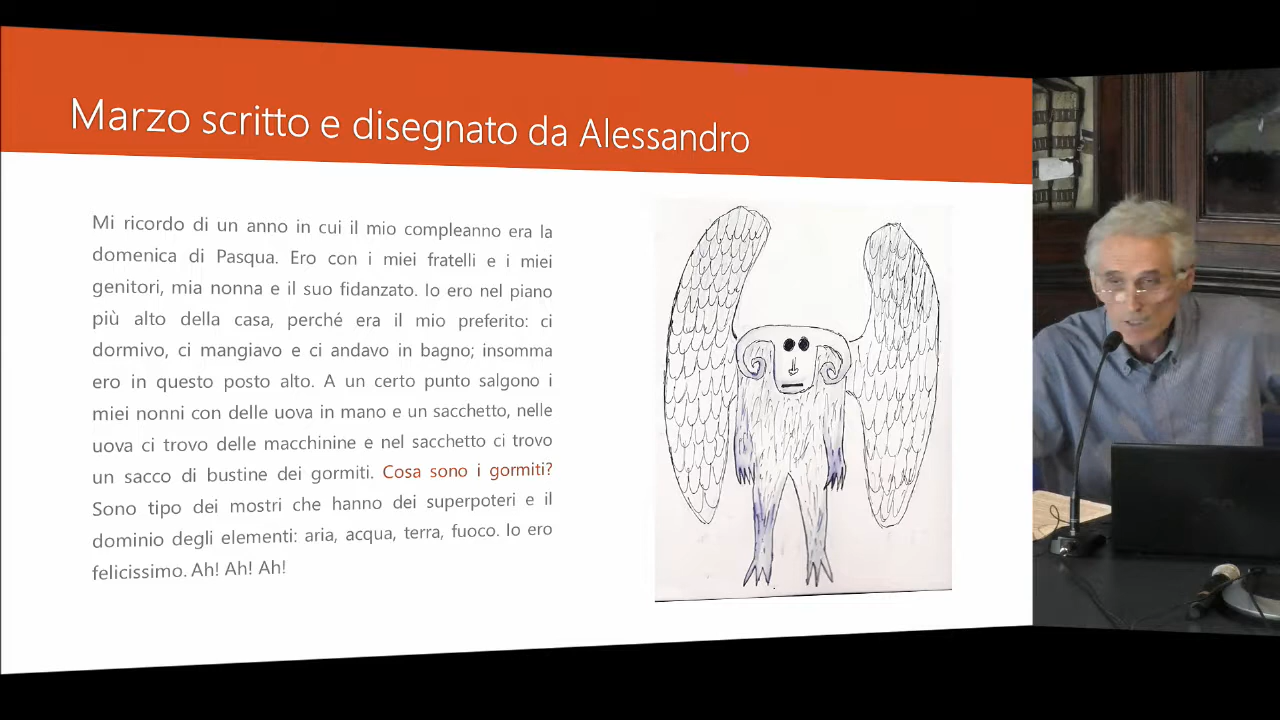 Marzo scritto e disegnato da Alessandro
Mi ricordo di un anno in cui il mio compleanno era la
domenica di Pasqua. Ero con i miei fratelli e i miei
genitori, mia nonna e il suo fidanzato. Io ero nel piano
più alto della casa, perché era il mio preferito: ci
dormivo, ci mangiavo e ci andavo in bagno; insomma
ero in questo posto alto. A un certo punto salgono i
miei nonni con delle uova in mano e un sacchetto, nelle
uova ci trovo delle macchinine e nel sacchetto ci trovo
un sacco di bustine dei gormiti. Cosa sono i gormiti?
Sono tipo dei mostri che hanno dei superpoteri e il
dominio degli elementi: aria, acqua, terra, fuoco. Io ero
felicissimo. Ah! Ah! Ah!